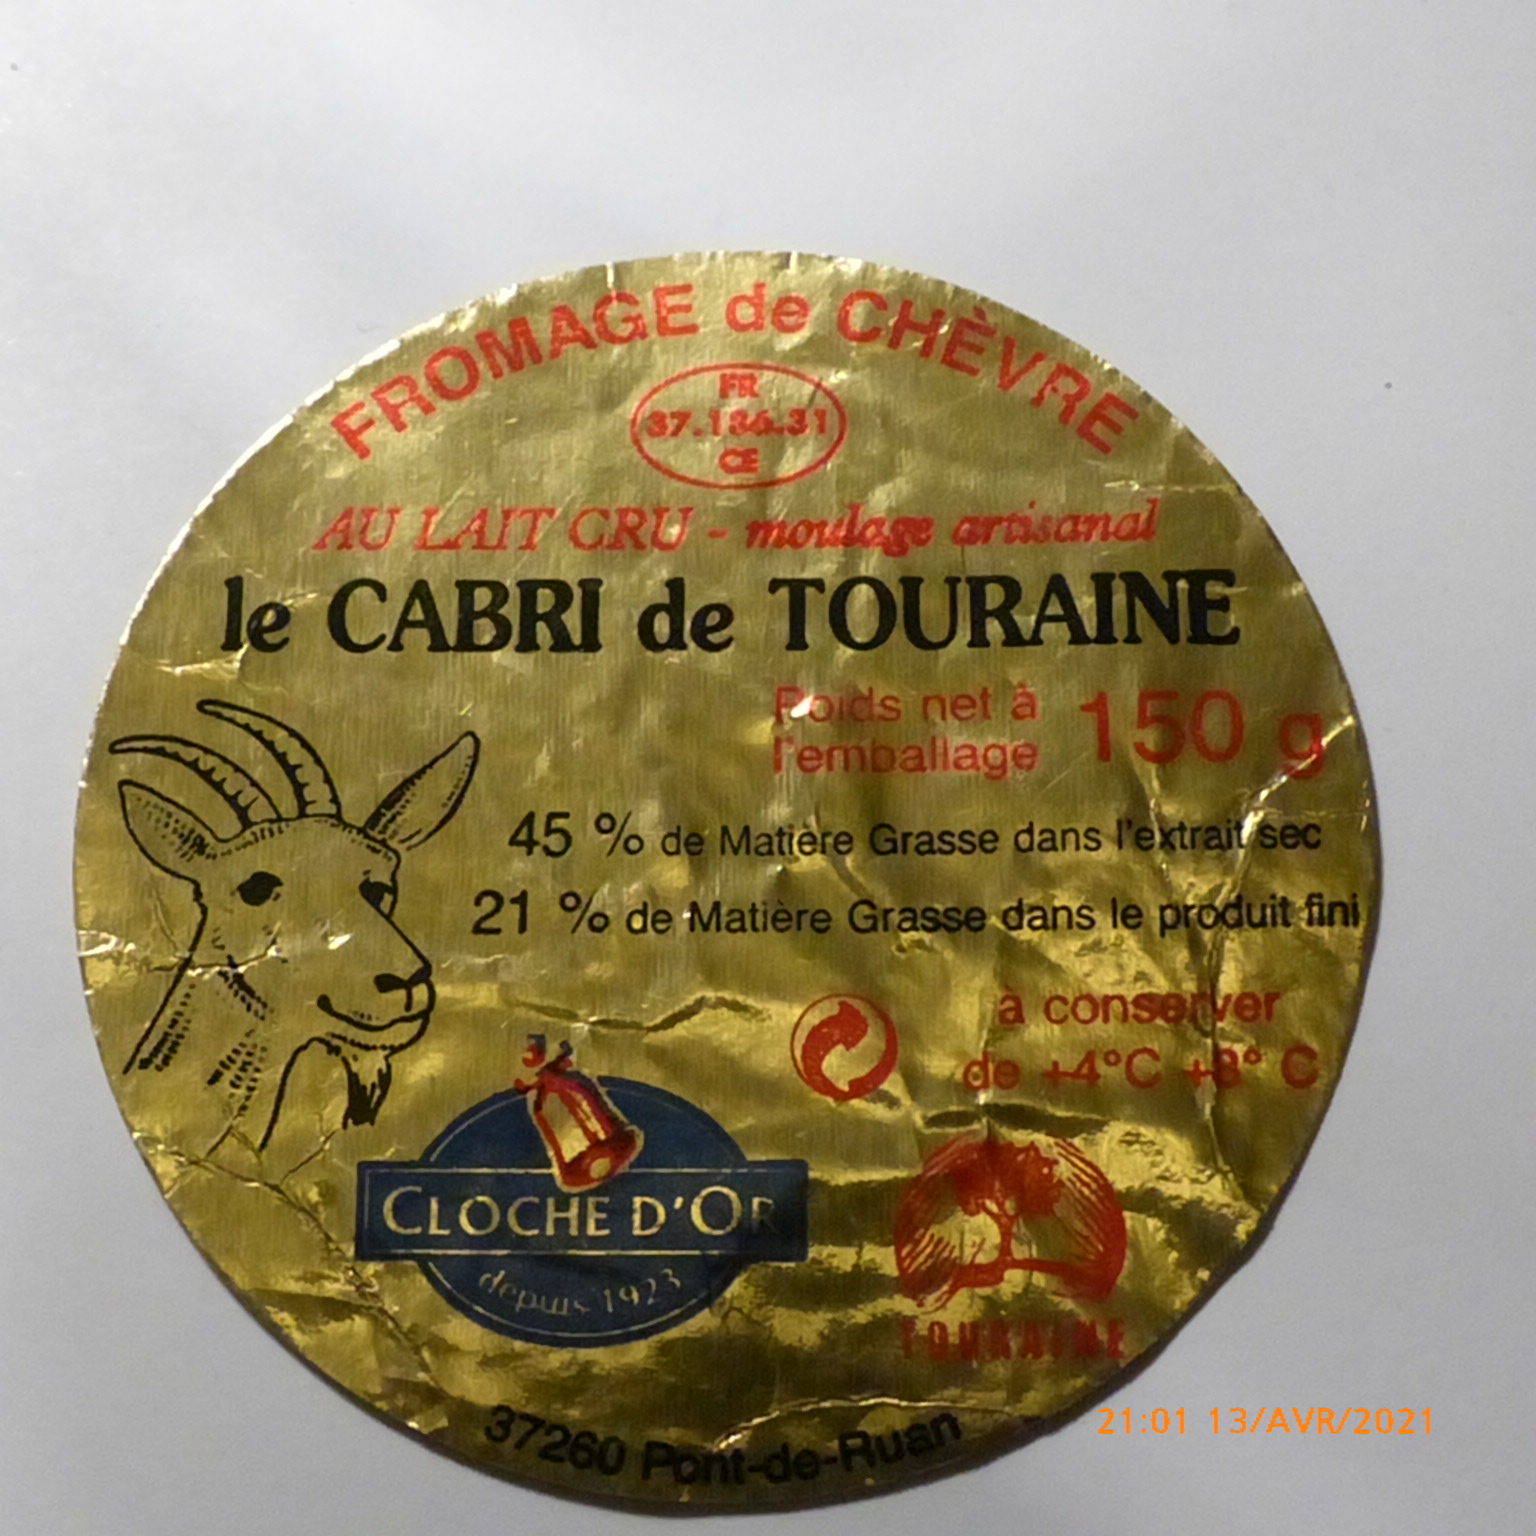 FROMAGE de CHÈVRE
FR
37.186.31
CE
AU LAIT CRU - moulage artisanal
le CABRI de TOURAINE
Poids net à
l'emballage
150 g
45 % de Matière Grasse dans l'extrait sec
21 % de Matière Grasse dans le produit fini
à conserver
de +4°C +8° C
CLOCHE D'OR
depuis 1923
TOURAINE
37260 Pont-de-Ruan
21:01 13/AVR/2021